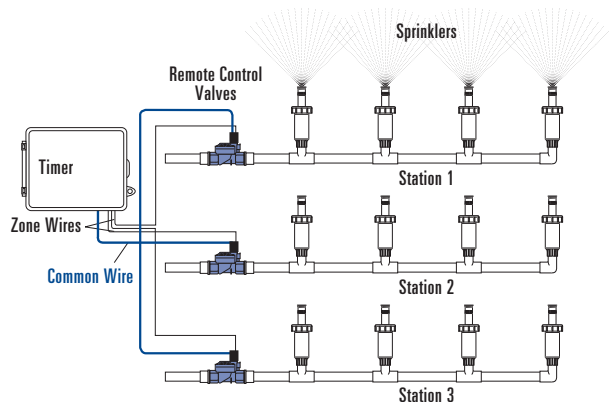 Sprinklers
Remote Control
Valves
Timer
Station 1
Zone Wires
Common Wire
Station 2
Station 3